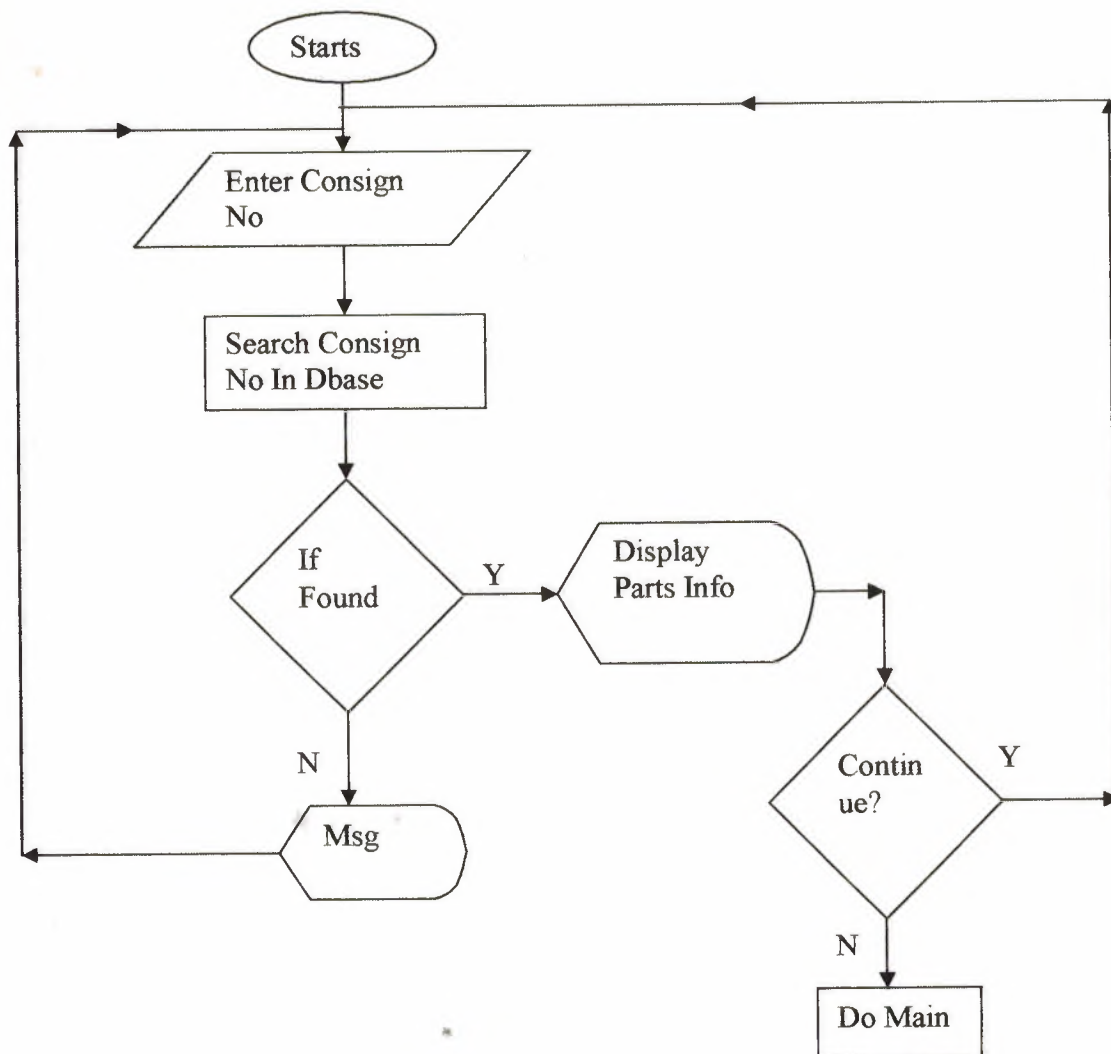 Starts
Enter Consign
No
Search Consign
No In Dbase
If
Found
Y
Display
Parts Info
N
Msg
Contin
ue?
Y
N
Do Main